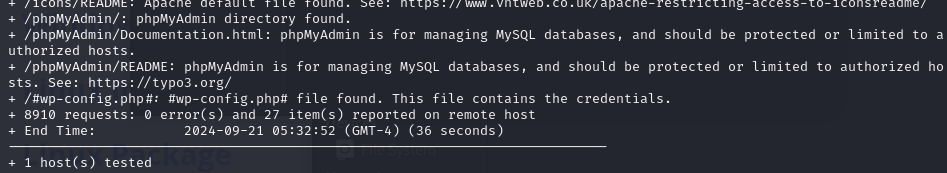 + /icons/README: Apache default file found. See: https://www.vntweb.co.uk/apache-restricting-access-to-iconsreadme/
+ /phpMyAdmin/: phpMyAdmin directory found.
+ /phpMyAdmin/Documentation.html: phpMyAdmin is for managing MySQL databases, and should be protected or limited to a
uthorized hosts.
+ /phpMyAdmin/README: phpMyAdmin is for managing MySQL databases, and should be protected or limited to authorized ho
sts. See: https://typo3.org/
+ /#wp-config.php#: #wp-config.php# file found. This file contains the credentials.
+ 8910 requests: 0 error(s) and 27 item(s) reported on remote host
+ End Time: 2024-09-21 05:32:52 (GMT-4) (36 seconds)
Linux Package
File System
+ 1 host(s) tested